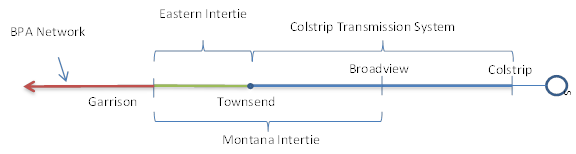 Eastern Intertie
Colstrip Transmission System
BPA Network
Broadview
Colstrip
Garrison
Townsend
Montana Intertie